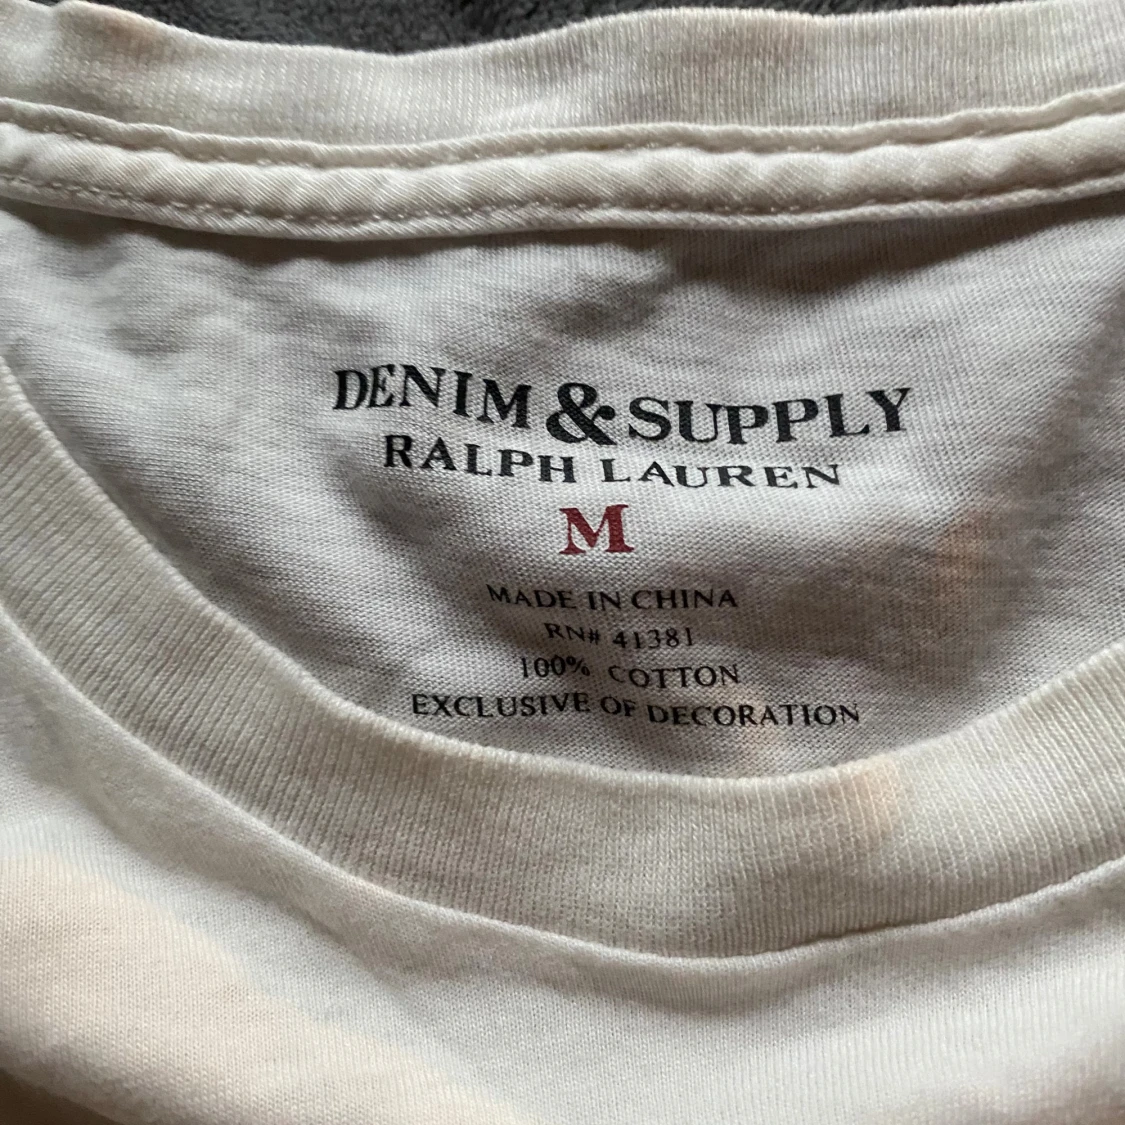 DENIM & SUPPLY
RALPH LAUREN
M
MADE IN CHINA
RN# 41381
100% COTTON
EXCLUSIVE OF DECORATION